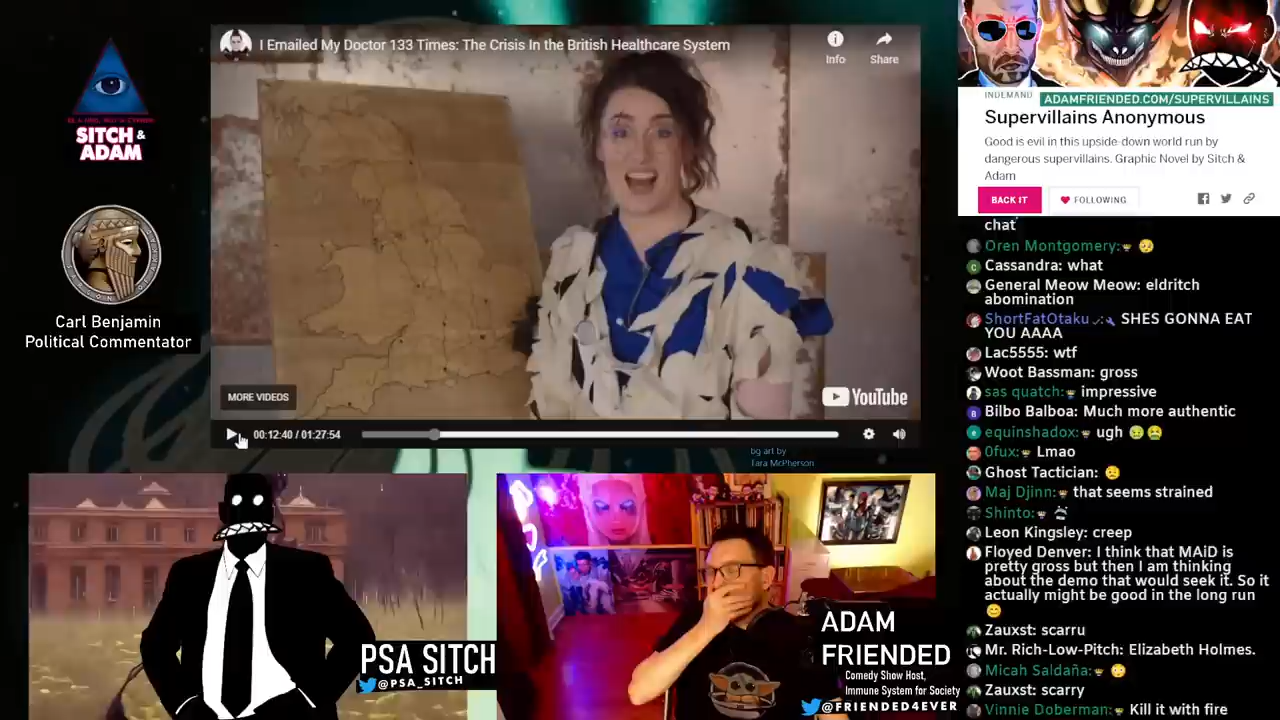 I Emailed My Doctor 133 Times: The Crisis In the British Healthcare System
Info
Share
SITCH &
ADAM
Carl Benjamin
Political Commentator
MORE VIDEOS
YouTube
00:12:40 / 01:27:54
bg art by
Tara McPherson
PSA SITCH
@PSA_SITCH
ADAM
FRIENDED
Comedy Show Host,
Immune System for Society
@FRIENDED4EVER
INDEMAND
ADAMFRIENDED.COM/SUPERVILLAINS
Supervillains Anonymous
Good is evil in this upside-down world run by
dangerous supervillains. Graphic Novel by Sitch &
Adam
BACK IT
FOLLOWING
chat
Oren Montgomery: 😥
Cassandra: what
General Meow Meow: eldritch
abomination
ShortFatOtaku : SHES GONNA EAT
YOU AAAA
Lac5555: wtf
Woot Bassman: gross
sas quatch: impressive
Bilbo Balboa: Much more authentic
equinshadox: ugh 🤢🤮
0fux: Lmao
Ghost Tactician: 😟
Maj Djinn: that seems strained
Shinto:
Leon Kingsley: creep
Floyed Denver: I think that MAiD is
pretty gross but then I am thinking
about the demo that would seek it. So it
actually might be good in the long run
😊
Zauxst: scarru
Mr. Rich-Low-Pitch: Elizabeth Holmes.
Micah Saldaña: 😳
Zauxst: scarry
Vinnie Doberman: Kill it with fire